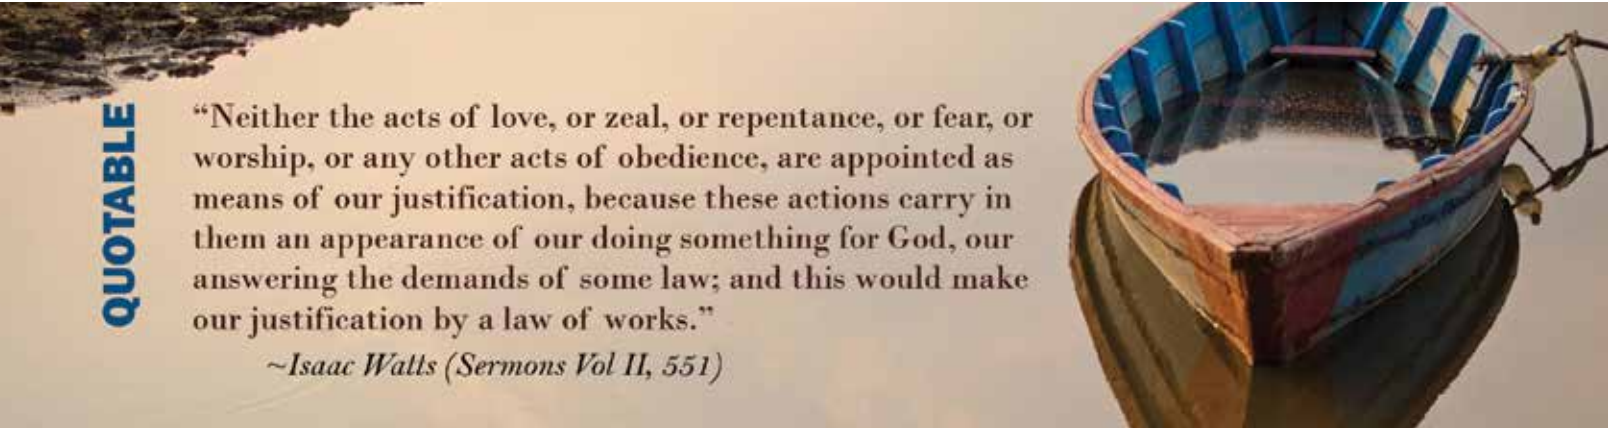 QUOTABLE
“Neither the acts of love, or zeal, or repentance, or fear, or
worship, or any other acts of obedience, are appointed as
means of our justification, because these actions carry in
them an appearance of our doing something for God, our
answering the demands of some law; and this would make
our justification by a law of works.”
~Isaac Watts (Sermons Vol II, 551)